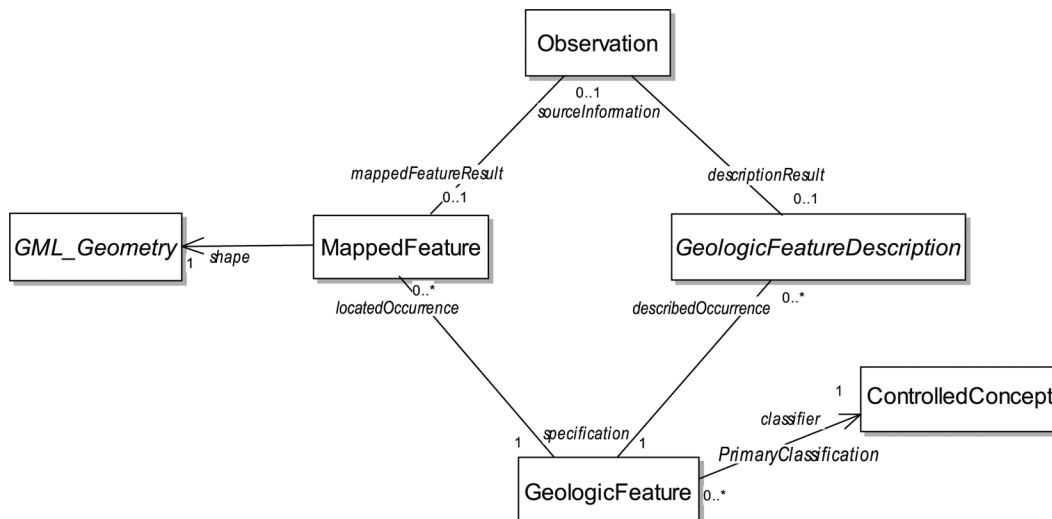 Observation
0..1
sourceInformation
mappedFeatureResult
0..1
descriptionResult
0..1
GML_Geometry
1
shape
MappedFeature
GeologicFeatureDescription
0..*
locatedOccurrence
describedOccurrence
0..*
1
ControlledConcept
classifier
1
specification
1
PrimaryClassification
GeologicFeature
0..*